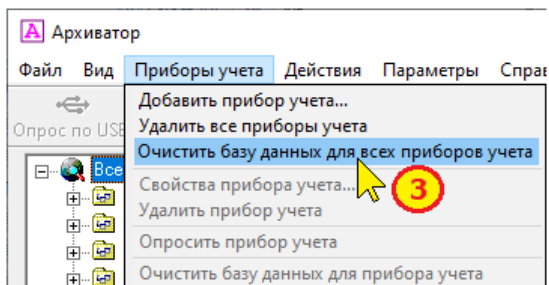 А Архиватор
Файл Вид Приборы учета Действия Параметры
Опрос по
Добавить прибор учета...
Удалить все приборы учета
Очистить базу данных для всех приборов учета
Все
Свойства прибора учета...
3
Удалить прибор учета
Опросить прибор учета
Очистить базу данных для прибора учета